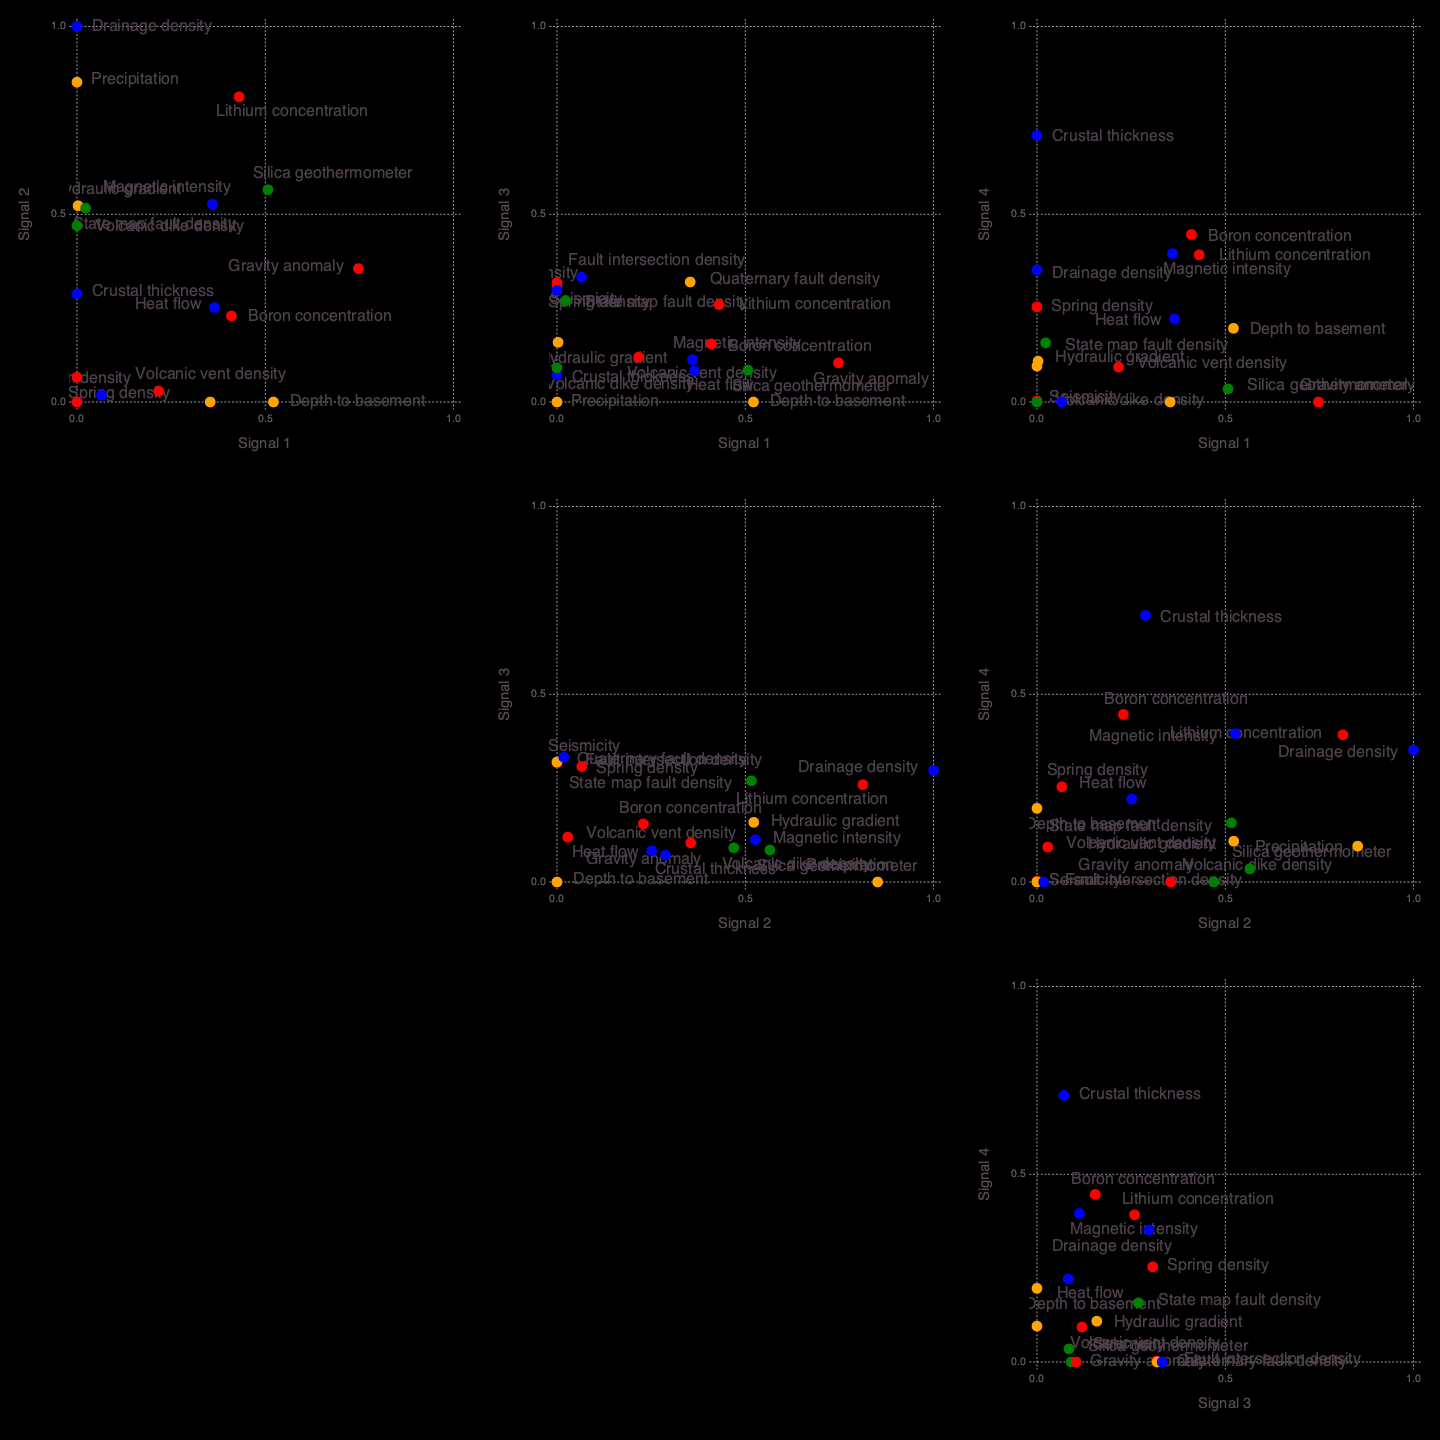 1.0
Drainage density
Precipitation
Lithium concentration
Silica geothermometer
Magnetic intensity
ydraulic gradient
0.5
State map fault density
Volcanic dike density
Gravity anomaly
Crustal thickness
Heat flow
Boron concentration
Volcanic vent density
density
Spring density
0.0
Depth to basement
0.0 0.5 1.0
Signal 1
Signal 2
1.0
0.5
Fault intersection density
nsity
Quaternary fault density
Seismicity
Spring density
State map fault density
Lithium concentration
Magnetic intensity
Boron concentration
ydraulic gradient
Volcanic vent density
Crustal thickness
Gravity anomaly
Volcanic dike density
Heat flow
Silica geothermometer
0.0
Precipitation
Depth to basement
0.0 0.5 1.0
Signal 1
Signal 3
1.0
Crustal thickness
0.5
Boron concentration
Lithium concentration
Drainage density
Magnetic intensity
Spring density
Heat flow
Depth to basement
State map fault density
Hydraulic gradient
Volcanic vent density
Silica geothermometer
Gravity anomaly
Seismicity
0.0
Volcanic dike density
0.0 0.5 1.0
Signal 1
Signal 4
1.0
0.5
Seismicity
Quaternary fault density
Fault intersection density
Spring density
Drainage density
State map fault density
Lithium concentration
Boron concentration
Hydraulic gradient
Volcanic vent density
Magnetic intensity
Heat flow
Gravity anomaly
Volcanic dike density
Crustal thickness
Silica geothermometer
Precipitation
0.0
Depth to basement
0.0 0.5 1.0
Signal 2
Signal 3
1.0
Crustal thickness
0.5
Boron concentration
Lithium concentration
Magnetic intensity
Drainage density
Spring density
Heat flow
Depth to basement
State map fault density
Volcanic vent density
Hydraulic gradient
Precipitation
Silica geothermometer
Gravity anomaly
Volcanic dike density
0.0
Seismicity
Fault intersection density
0.0 0.5 1.0
Signal 2
Signal 4
1.0
Crustal thickness
0.5
Boron concentration
Lithium concentration
Magnetic intensity
Drainage density
Spring density
Heat flow
Depth to basement
State map fault density
Hydraulic gradient
Volcanic vent density
Silica geothermometer
0.0
Gravity anomaly
Fault intersection density
Quaternary fault density
0.0 0.5 1.0
Signal 3
Signal 4